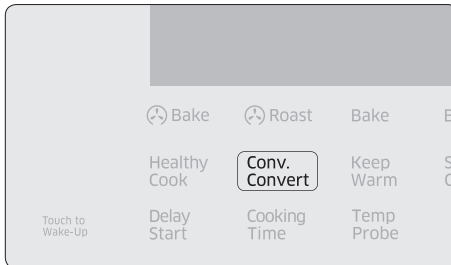 Bake Roast Bake B
Healthy Conv. Keep S
Cook Convert Warm C
Touch to Delay Cooking Temp
Wake-Up Start Time Probe